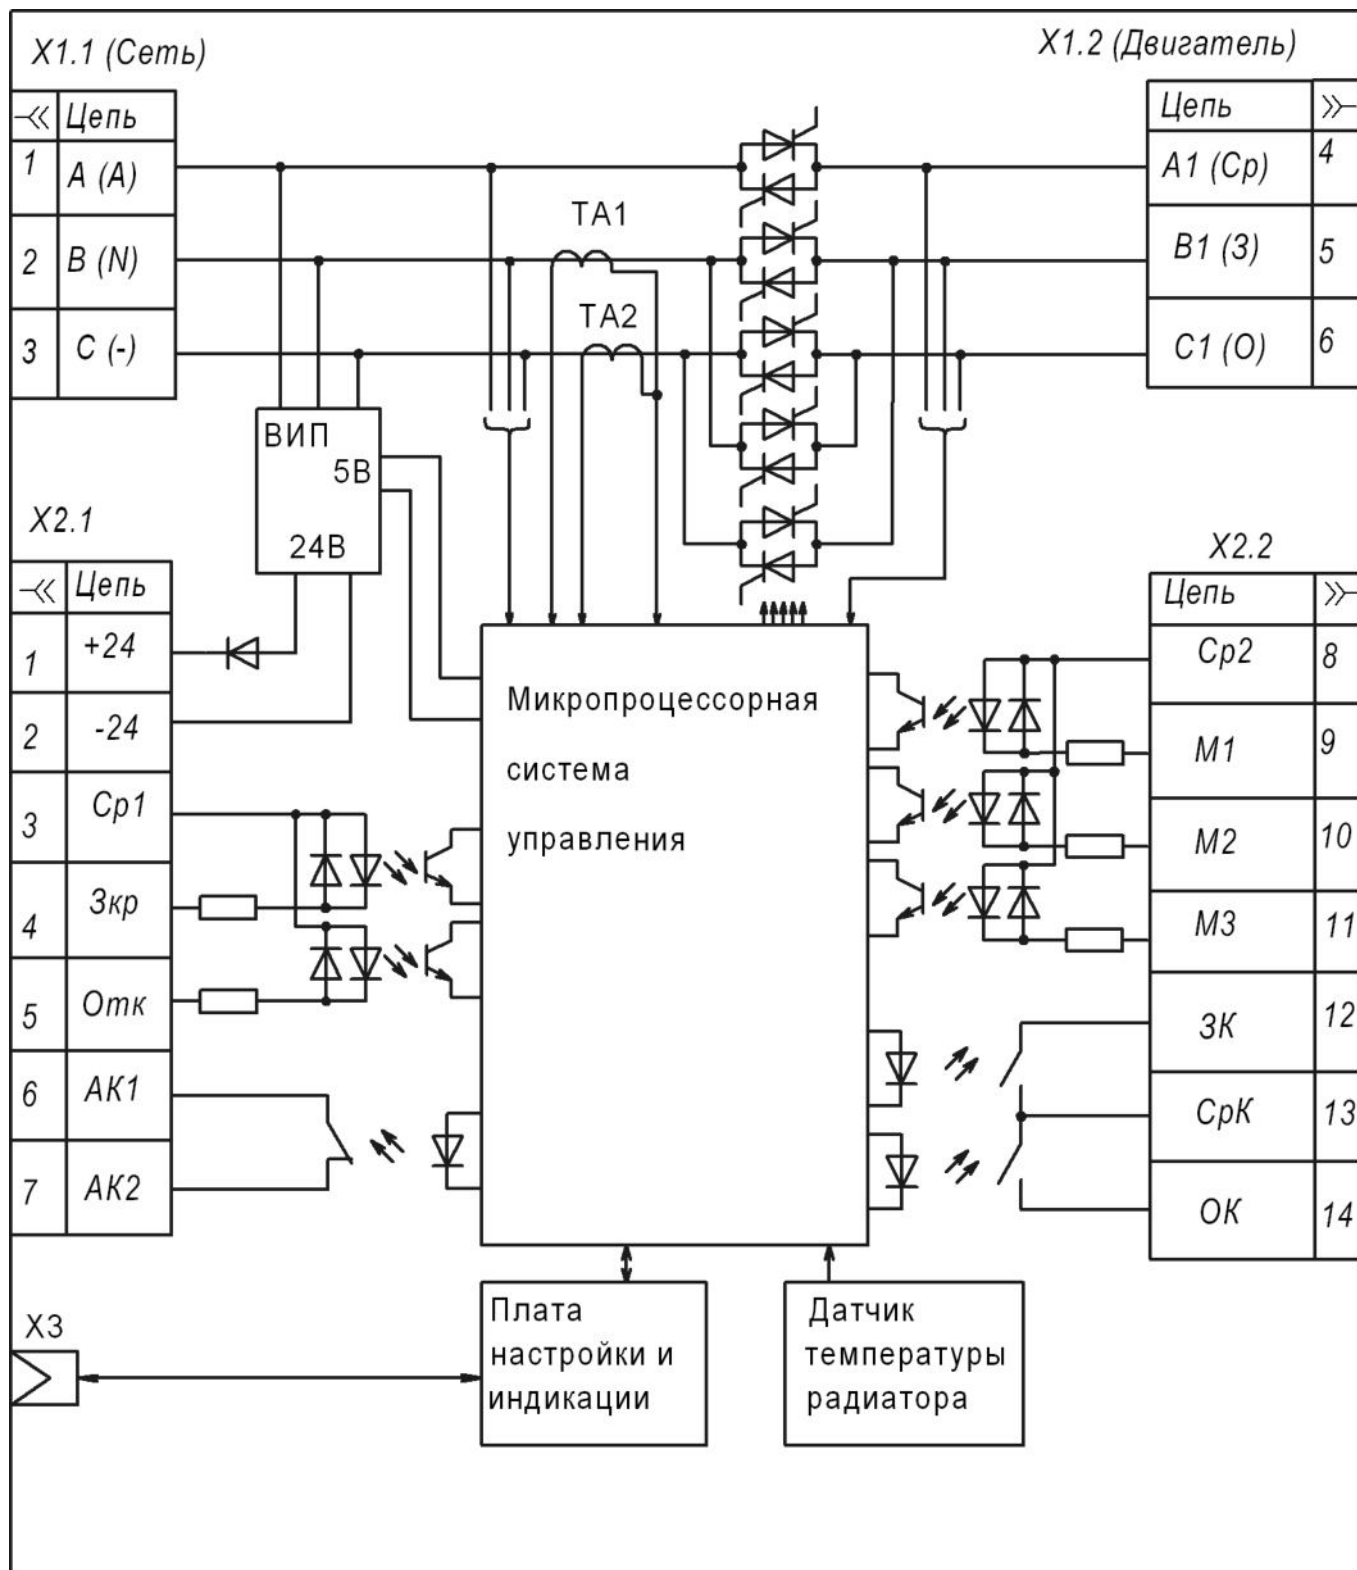 X1.1 (Сеть)
Цепь
1 A (A)
2 B (N)
3 C (-)
X1.2 (Двигатель)
Цепь
A1 (Ср) 4
B1 (З) 5
C1 (О) 6
TA1
TA2
ВИП
5В
24В
X2.1
Цепь
1 +24
2 -24
3 Ср1
4 Зкр
5 Отк
6 АК1
7 АК2
Микропроцессорная
система
управления
X2.2
Цепь
Ср2 8
М1 9
М2 10
М3 11
ЗК 12
СрК 13
ОК 14
X3
Плата
настройки и
индикации
Датчик
температуры
радиатора